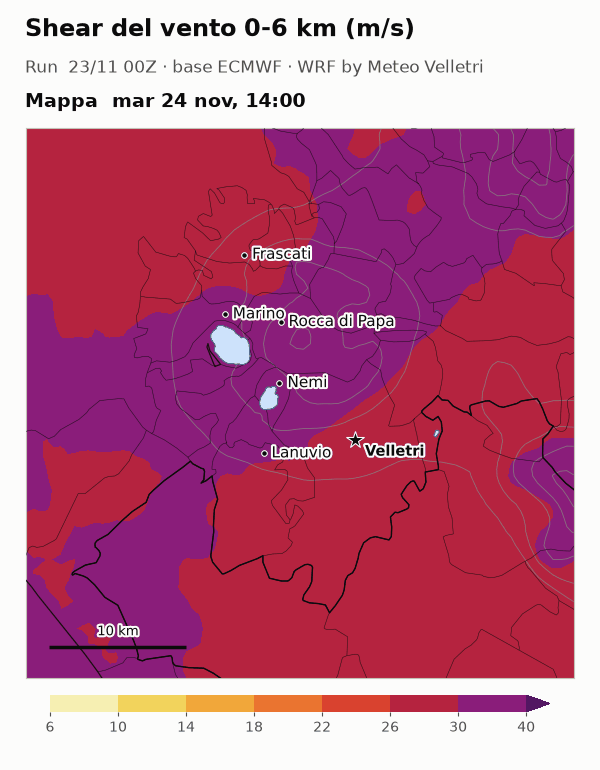 Shear del vento 0-6 km (m/s)
Run  23/11 00Z · base ECMWF · WRF by Meteo Velletri
Mappa  mar 24 nov, 14:00
Frascati
Marino
Rocca di Papa
Nemi
Lanuvio
Velletri
10 km
6 10 14 18 22 26 30 40